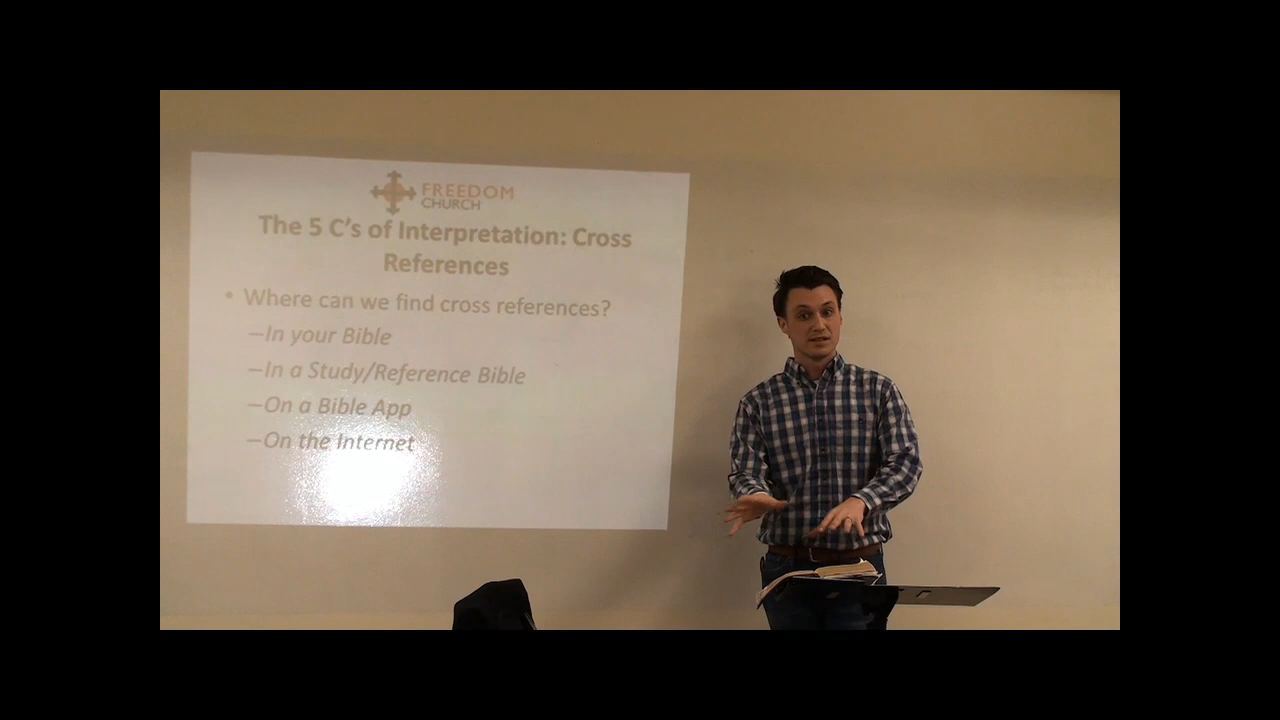 FREEDOM
CHURCH
The 5 C's of Interpretation: Cross
References
• Where can we find cross references?
–In your Bible
–In a Study/Reference Bible
–On a Bible App
–On the Internet